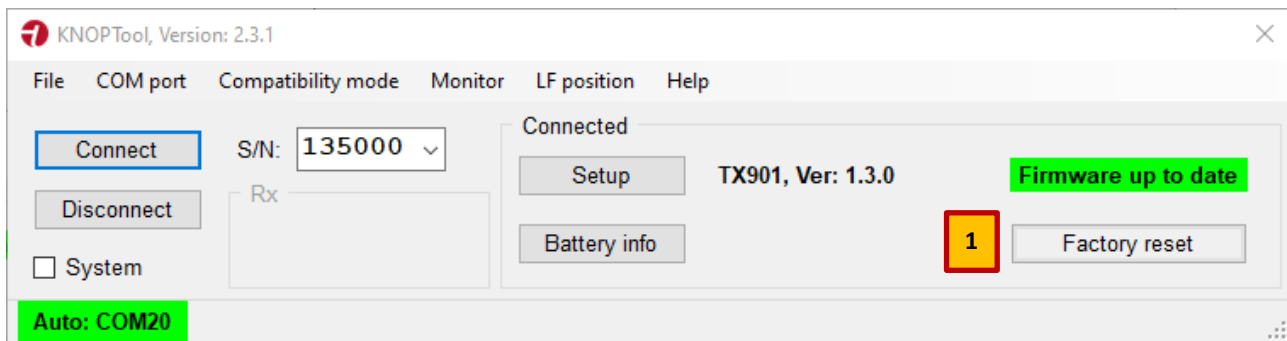 KNOPTool, Version: 2.3.1
File COM port Compatibility mode Monitor LF position Help
Connect
S/N: 135000
Disconnect
Rx
System
Connected
Setup
TX901, Ver: 1.3.0
Firmware up to date
Battery info
1
Factory reset
Auto: COM20